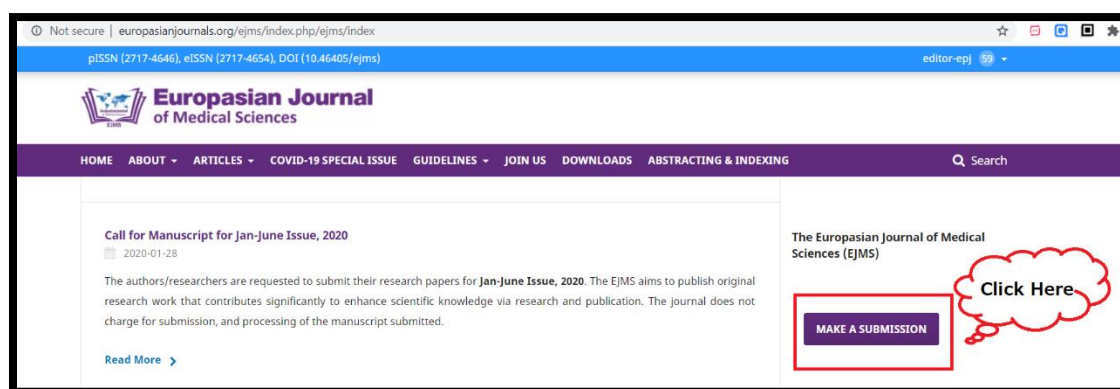 Not secure | europasianjournals.org/ejms/index.php/ejms/index
pISSN (2717-4646), eISSN (2717-4654), DOI (10.46405/ejms)
editor-epj 59
Europasian Journal
of Medical Sciences
EJMS
HOME ABOUT ARTICLES COVID-19 SPECIAL ISSUE GUIDELINES JOIN US DOWNLOADS ABSTRACTING & INDEXING Search
Call for Manuscript for Jan-June Issue, 2020
2020-01-28
The authors/researchers are requested to submit their research papers for Jan-June Issue, 2020. The EJMS aims to publish original
research work that contributes significantly to enhance scientific knowledge via research and publication. The journal does not
charge for submission, and processing of the manuscript submitted.
Read More
The Europasian Journal of Medical
Sciences (EJMS)
Click Here
MAKE A SUBMISSION